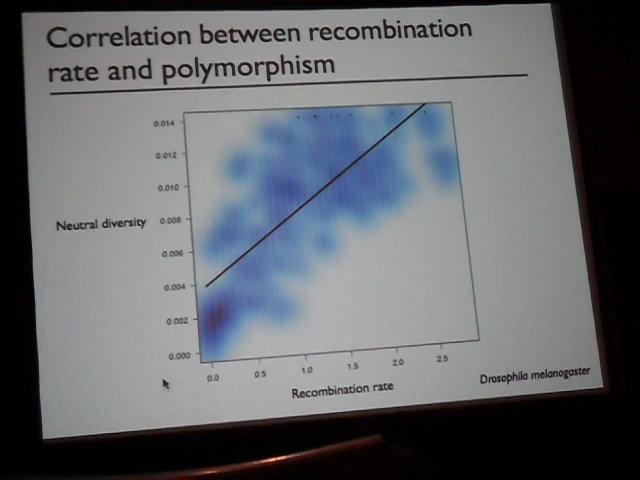 Correlation between recombination
rate and polymorphism
0.014
0.012
0.010
Neutral diversity
0.008
0.006
0.004
0.002
0.000
0.0 0.5 1.0 1.5 2.0 2.5
Recombination rate
Drosophila melanogaster